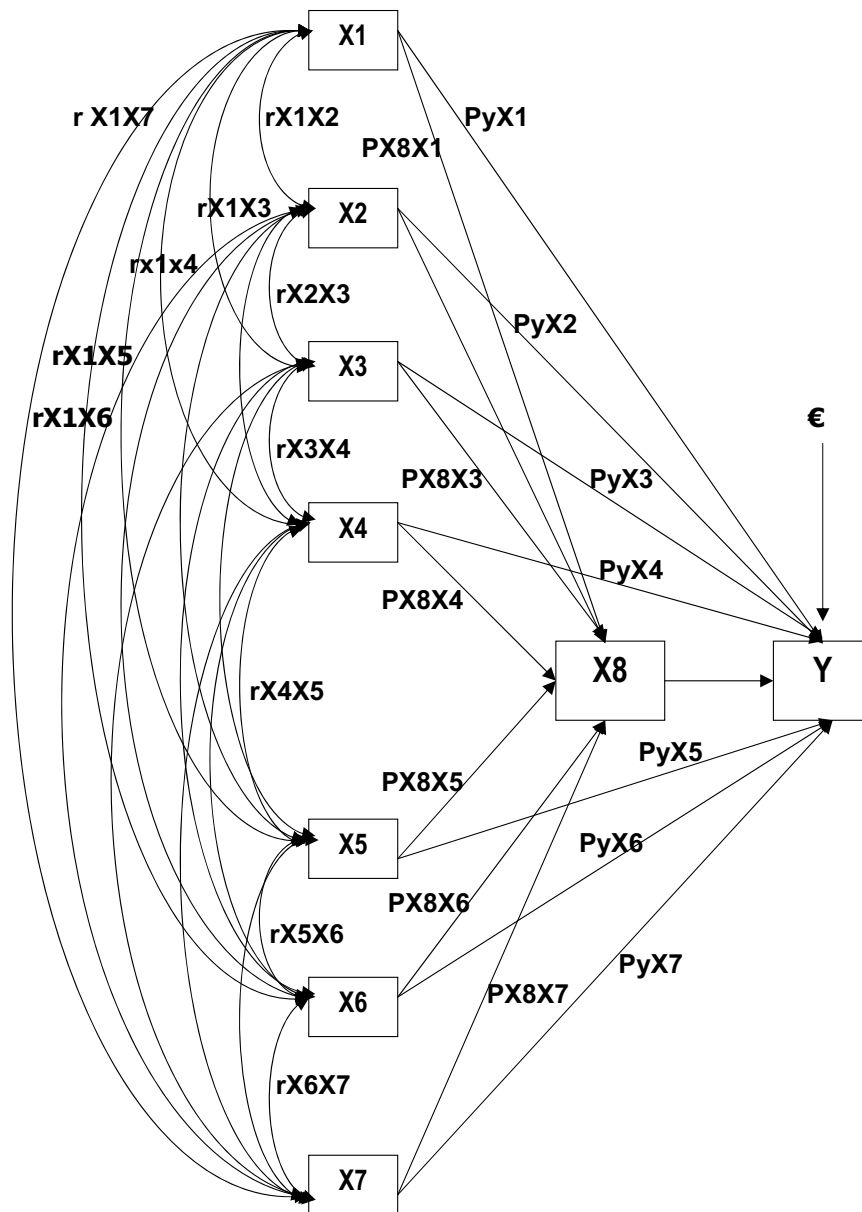 X1
r X1X7
rX1X2
PyX1
PX8X1
rX1X3
X2
rx1x4
rX2X3
PyX2
rX1X5
X3
rX1X6
€
rX3X4
PX8X3
PyX3
X4
PyX4
PX8X4
X8
Y
rX4X5
PyX5
PX8X5
X5
PyX6
PX8X6
rX5X6
PyX7
PX8X7
X6
rX6X7
X7